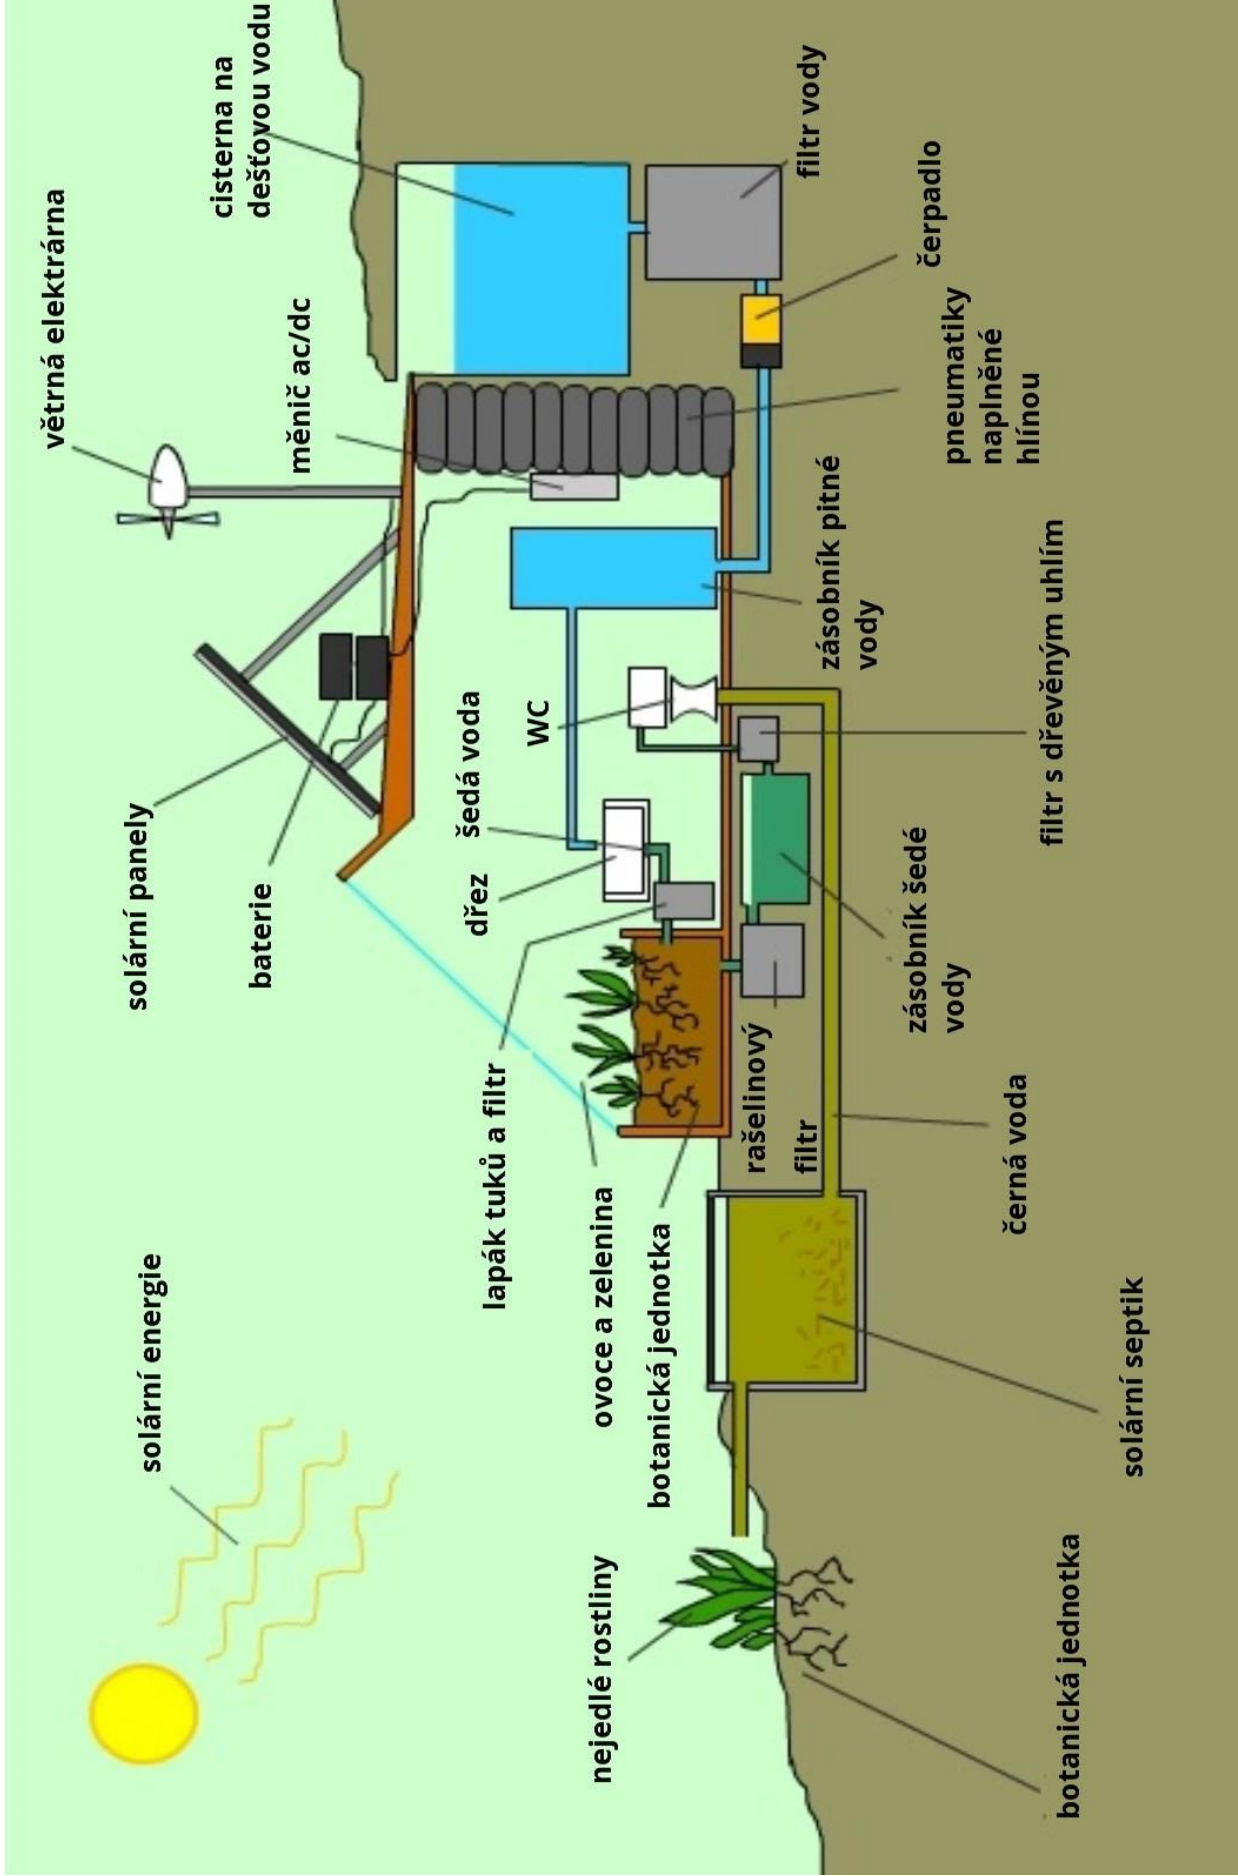 větrná elektrárna
cisterna na
dešťovou vodu
solární panely
měnič ac/dc
solární energie
baterie
filtr vody
šedá voda
WC
dřez
čerpadlo
lapák tuků a filtr
zásobník pitné
vody
pneumatiky
naplněné
hlínou
ovoce a zelenina
botanická jednotka
nejedlé rostliny
rašelinový
filtr
filtr s dřevěným uhlím
zásobník šedé
vody
černá voda
solární septik
botanická jednotka